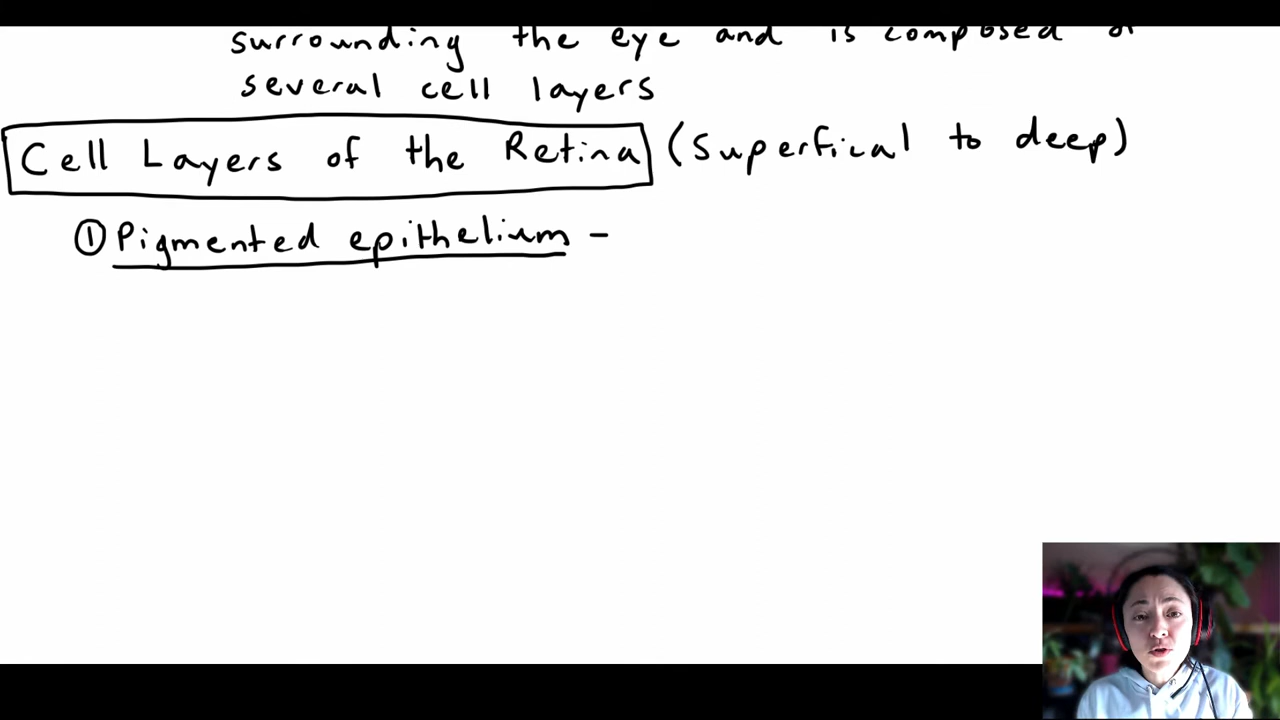 surrounding the eye and is composed of
several cell layers
Cell Layers of the Retina (Superfical to deep)
① Pigmented epithelium -